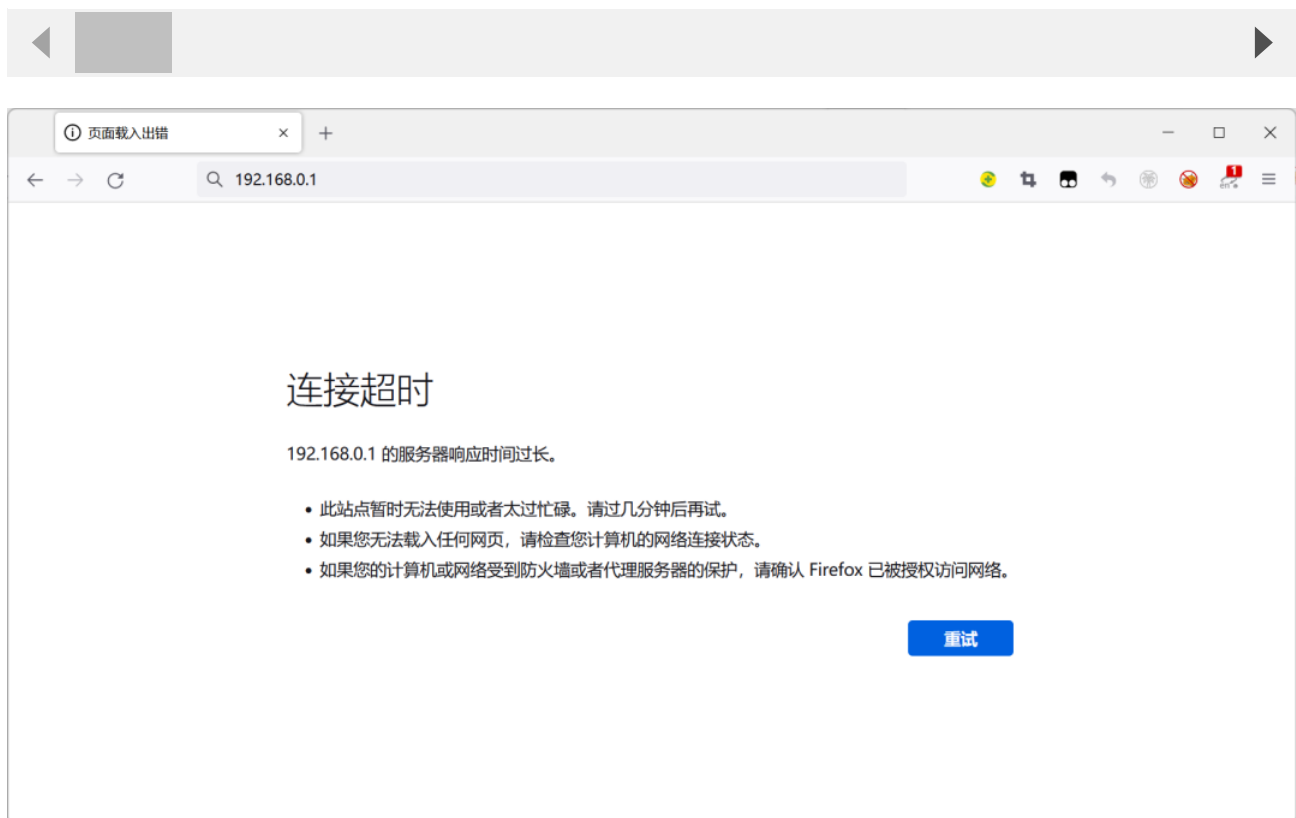 页面载入出错
192.168.0.1
1
en
连接超时
192.168.0.1 的服务器响应时间过长。
此站点暂时无法使用或者太过忙碌。请过几分钟后再试。
如果您无法载入任何网页，请检查您计算机的网络连接状态。
如果您的计算机或网络受到防火墙或者代理服务器的保护，请确认 Firefox 已被授权访问网络。
重试